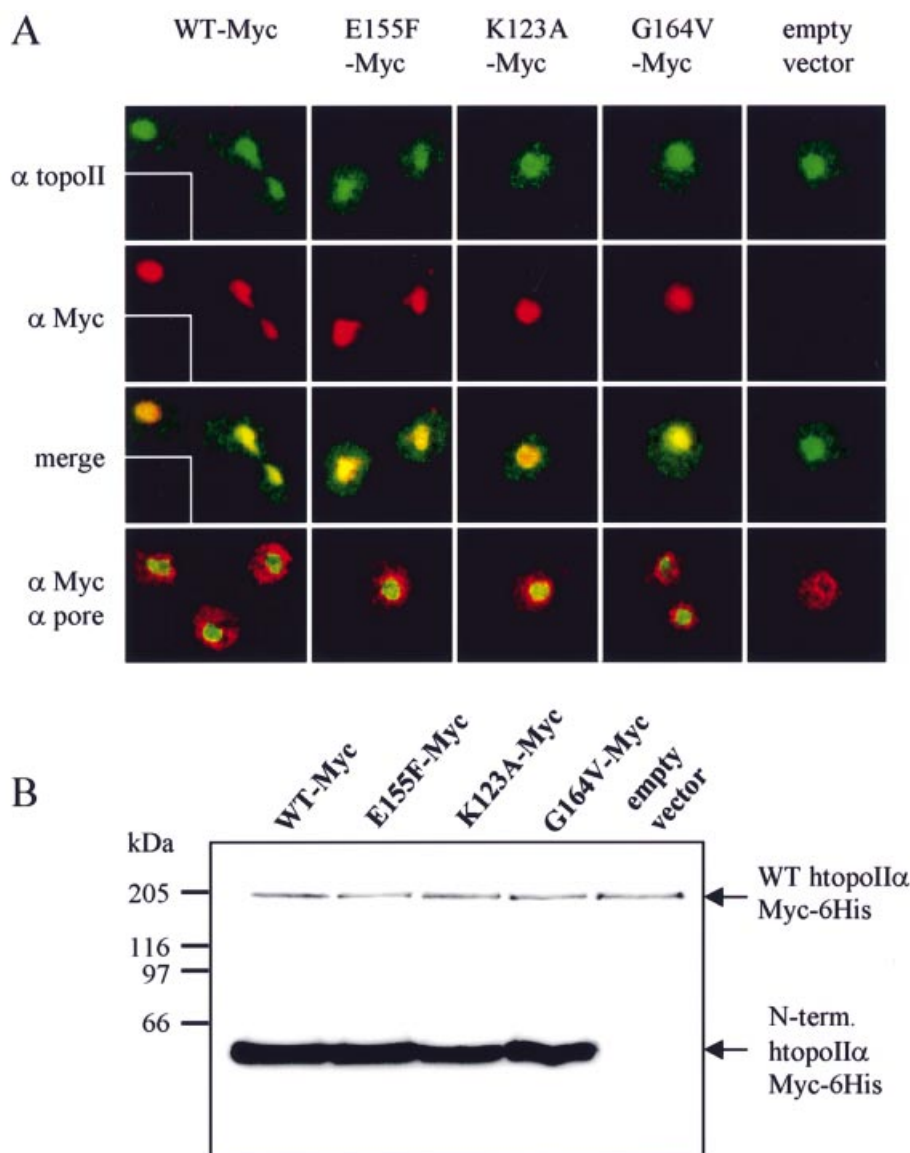 A
WT-Myc
E155F
-Myc
K123A
-Myc
G164V
-Myc
empty
vector
α topoII
α Myc
merge
α Myc
α pore
B
WT-Myc
E155F-Myc
K123A-Myc
G164V-Myc
empty
vector
kDa
205
116
97
66
WT htopoIIα
Myc-6His
N-term.
htopoIIα
Myc-6His